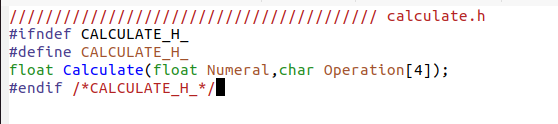 ////////////////////////////////////////// calculate.h
#ifndef CALCULATE_H_
#define CALCULATE_H_
float Calculate(float Numeral,char Operation[4]);
#endif /*CALCULATE_H_*/